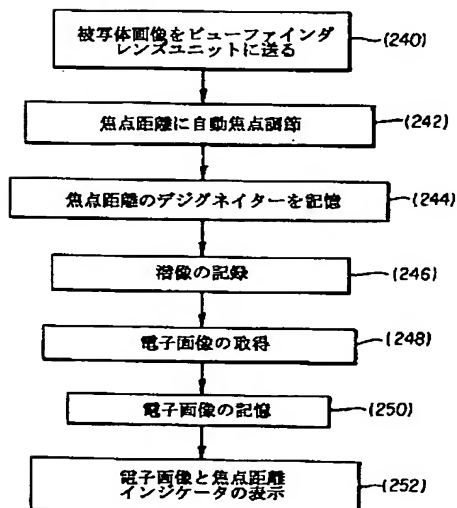 被写体画像をビューファインダ
レンズユニットに送る
(240)
焦点距離に自動焦点調節
(242)
焦点距離のデジグネイターを記憶
(244)
潜像の記録
(246)
電子画像の取得
(248)
電子画像の記憶
(250)
電子画像と焦点距離
インジケータの表示
(252)